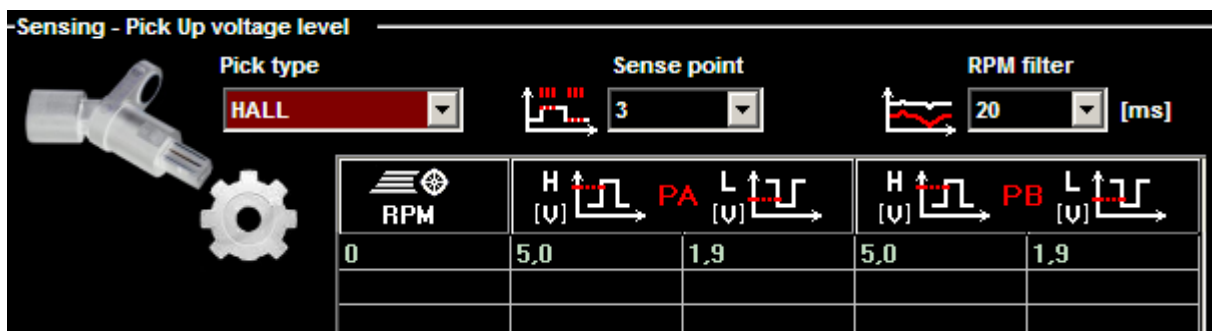 Sensing - Pick Up voltage level
Pick type Sense point RPM filter
HALL 3 20 [ms]
RPM H [V] PA L [V] H [V] PB L [V]
0 5,0 1,9 5,0 1,9